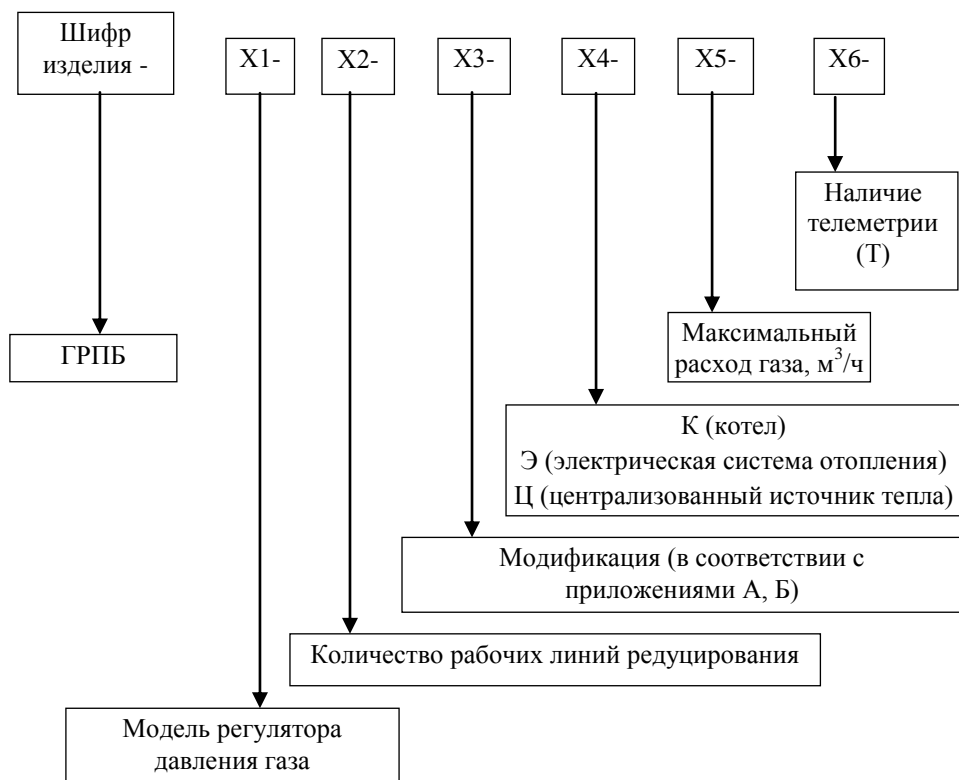 Шифр
изделия -
X1-
X2-
X3-
X4-
X5-
X6-
Наличие
телеметрии
(Т)
Максимальный
расход газа, м³/ч
ГРПБ
К (котел)
Э (электрическая система отопления)
Ц (централизованный источник тепла)
Модификация (в соответствии с
приложениями А, Б)
Количество рабочих линий редуцирования
Модель регулятора
давления газа